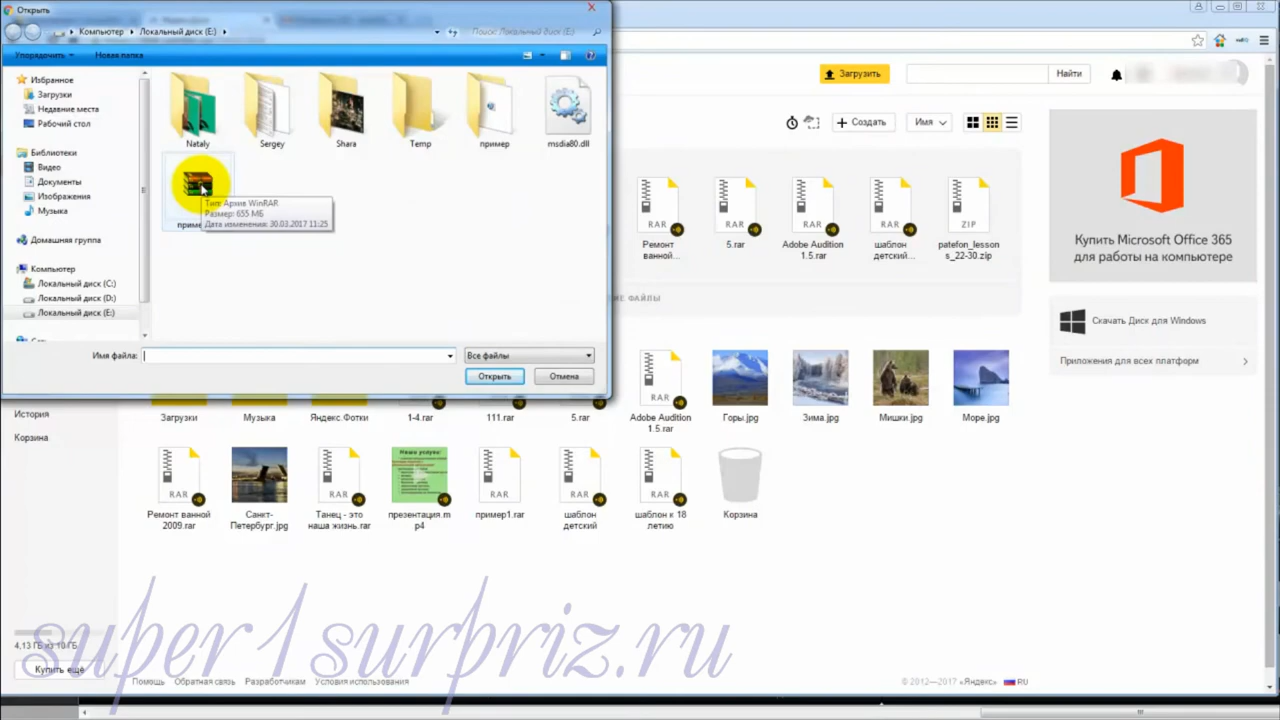 Открыть
Компьютер
Локальный диск (E:)
Поиск: Локальный диск (E:)
Упорядочить
Новая папка
Избранное
Загрузки
Недавние места
Рабочий стол
Библиотеки
Видео
Документы
Изображения
Музыка
Домашняя группа
Компьютер
Локальный диск (C:)
Локальный диск (D:)
Локальный диск (E:)
Nataly
Sergey
Shara
Temp
пример
msdia80.dll
Тип: Архив WinRAR
Размер: 655 МБ
Дата изменения: 30.03.2017 11:25
Имя файла:
Все файлы
Открыть
Отмена
Загрузить
Найти
Создать
Имя
RAR
RAR
RAR
RAR
ZIP
Ремонт
ванной...
5.rar
Adobe Audition
1.5.rar
шаблон
детский...
patefon_lesson
s_22-30.zip
ФАЙЛЫ
Купить Microsoft Office 365
для работы на компьютере
Скачать Диск для Windows
Приложения для всех платформ
История
Корзина
RAR
Загрузки
Музыка
Яндекс.Фотки
1-4.rar
111.rar
5.rar
Adobe Audition
1.5.rar
Горы.jpg
Зима.jpg
Мишки.jpg
Море.jpg
RAR
RAR
Наши услуги:
RAR
RAR
RAR
Ремонт ванной
2009.rar
Санкт-
Петербург.jpg
Танец - это
наша жизнь.rar
презентация.m
p4
пример1.rar
шаблон
детский
шаблон к 18
летию
Корзина
super1surpriz.ru
4,13 ГБ из 10 ГБ
Купить ещё
Помощь
Обратная связь
Разработчикам
Условия использования
© 2012—2017 «Яндекс»
RU